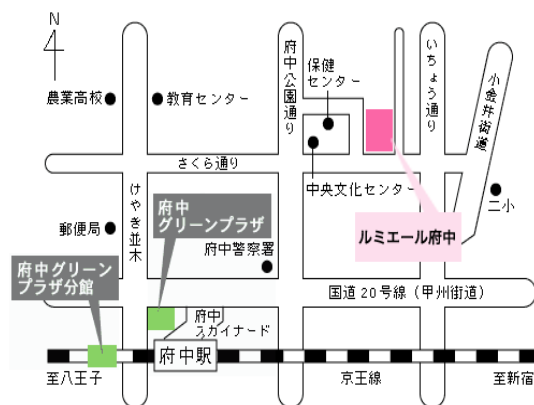 N
農業高校
教育センター
府中公園通り
保健
センター
いちょう通り
小金井街道
さくら通り
中央文化センター
けやき並木
府中
グリーンプラザ
二小
郵便局
府中警察署
ルミエール府中
府中グリーン
プラザ分館
国道20号線(甲州街道)
府中
スカイナード
府中駅
至八王子
京王線
至新宿